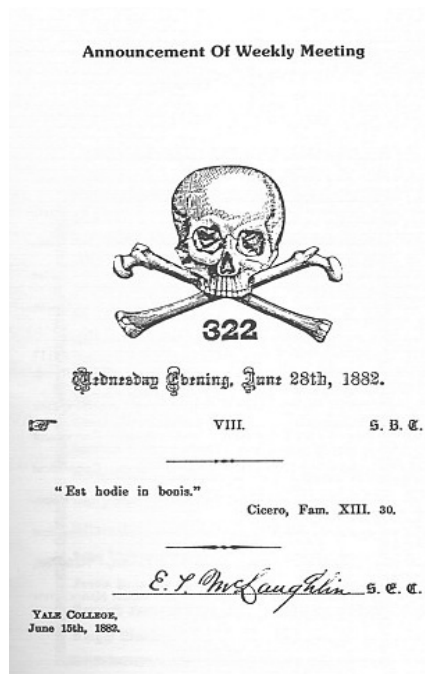 Announcement Of Weekly Meeting
322
Wednesday Evening, June 28th, 1882.
VIII. S. B. T.
"Est hodie in bonis."
Cicero, Fam. XIII. 30.
E. T. McLaughlin S. E. C.
YALE COLLEGE,
June 15th, 1882.